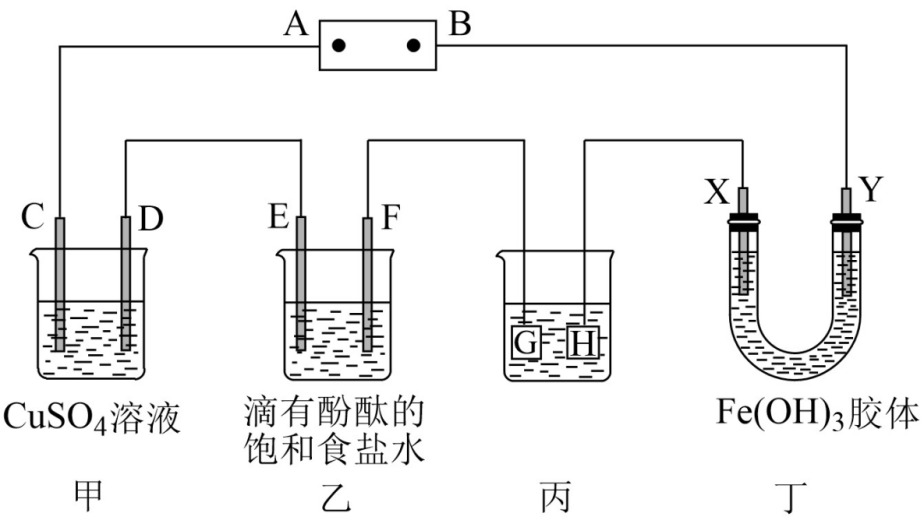 A B
C D E F X Y
G H
CuSO₄溶液
滴有酚酞的
饱和食盐水
Fe(OH)₃胶体
甲 乙 丙 丁